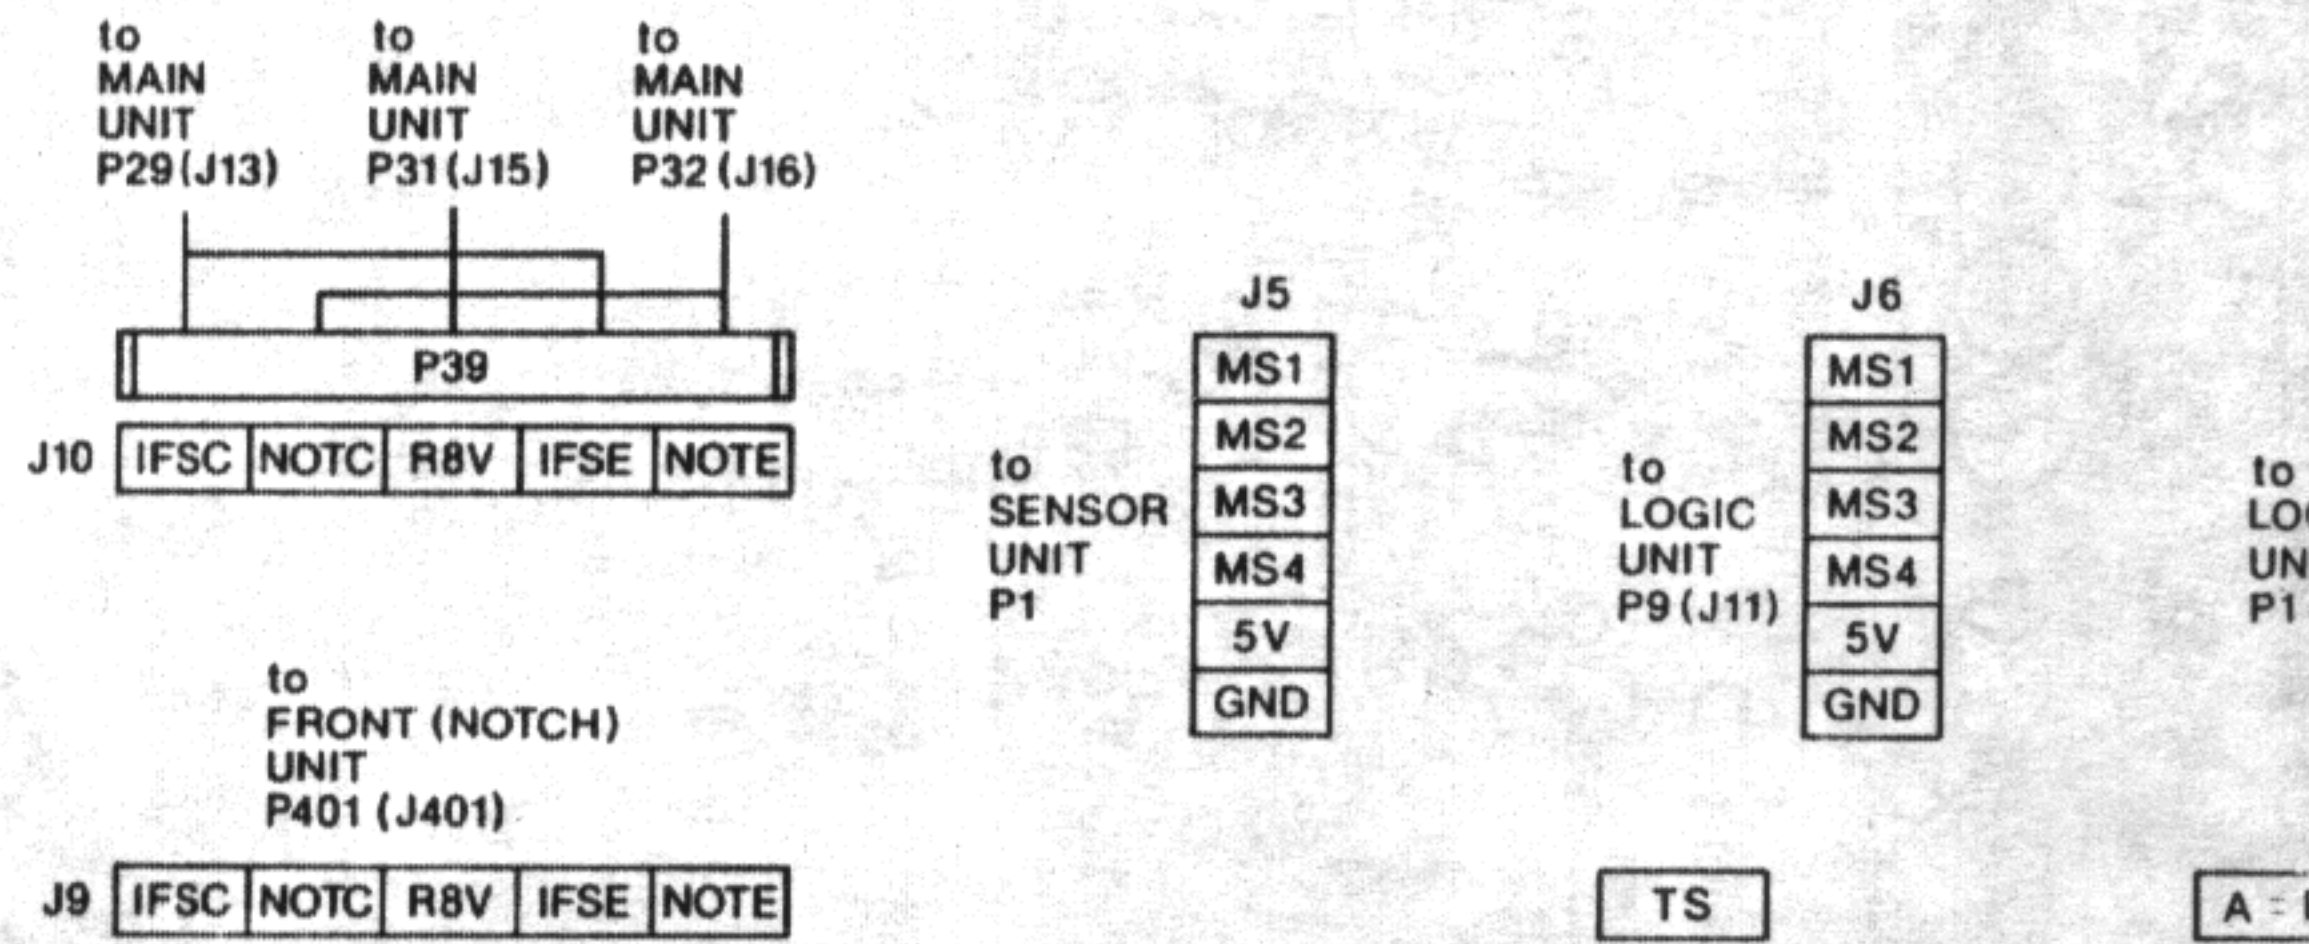 to
MAIN
UNIT
P29(J13)
to
MAIN
UNIT
P31(J15)
to
MAIN
UNIT
P32(J16)
P39
J10 IFSC NOTC R8V IFSE NOTE
to
FRONT (NOTCH)
UNIT
P401 (J401)
J9 IFSC NOTC R8V IFSE NOTE
to
SENSOR
UNIT
P1
J5
MS1
MS2
MS3
MS4
5V
GND
to
LOGIC
UNIT
P9(J11)
J6
MS1
MS2
MS3
MS4
5V
GND
TS
to
P1
A